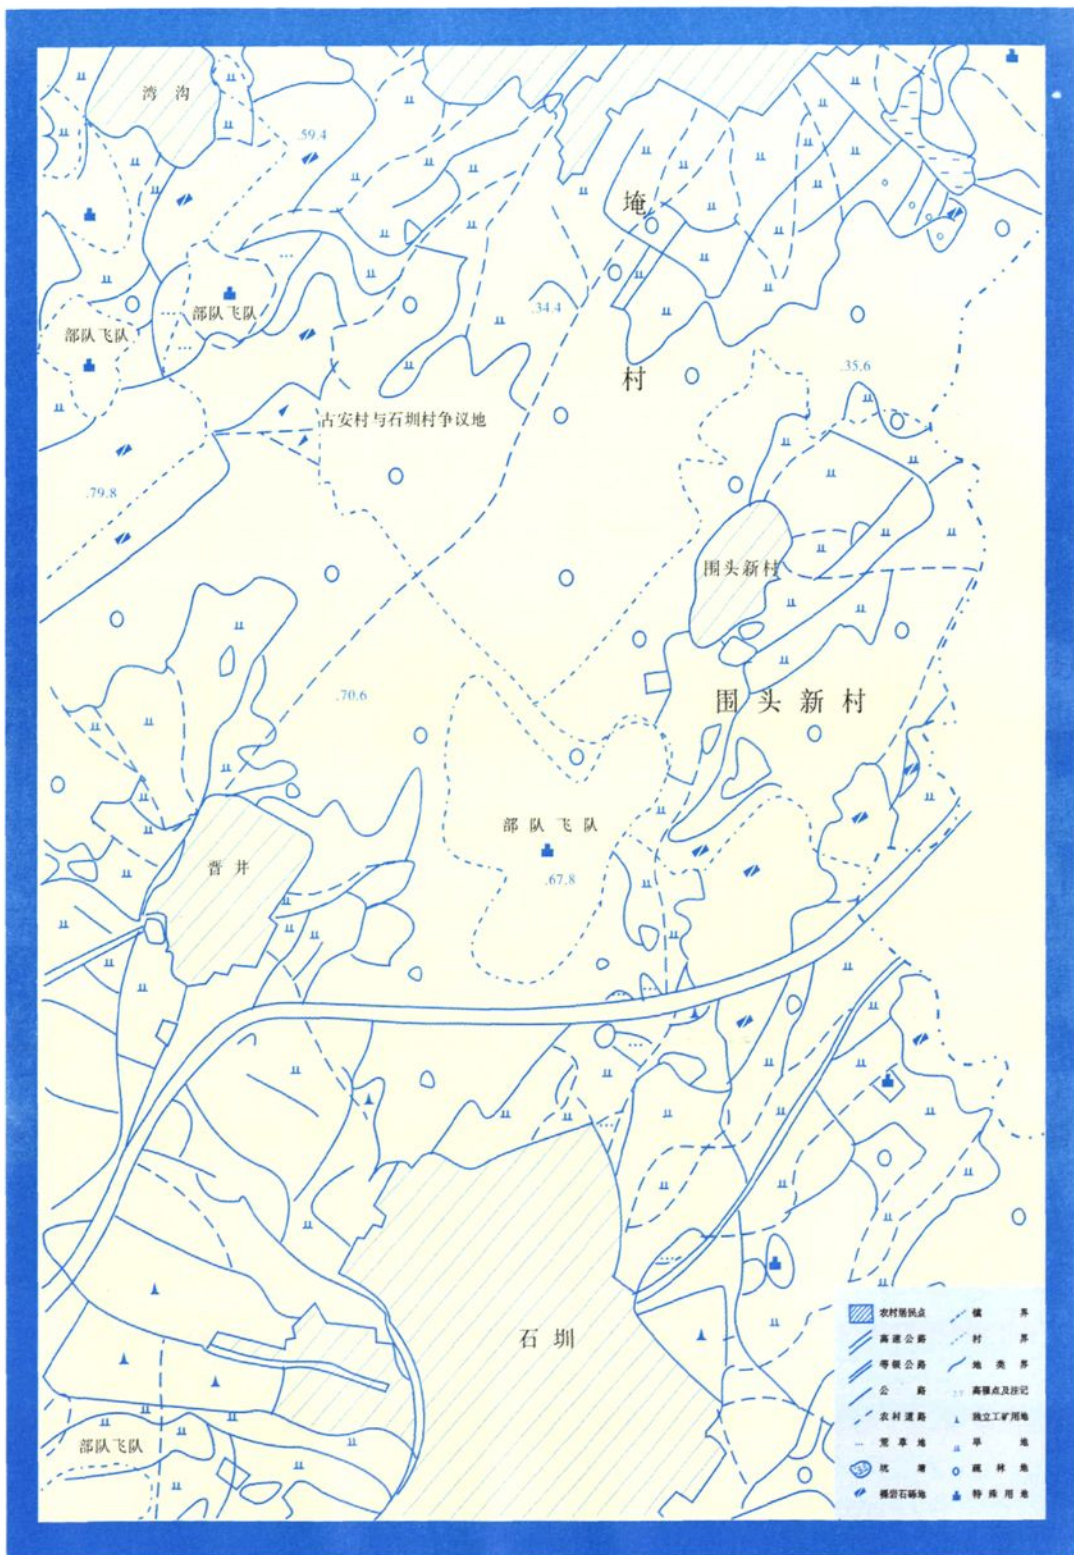 湾沟
.59.4
埯
部队飞队
.34.4
部队飞队
.35.6
村
古安村与石圳村争议地
.79.8
围头新村
.70.6
围头新村
部队飞队
晋井
.67.8
石圳
部队飞队
农村居民点
镇界
高速公路
村界
等级公路
地类界
公路
高程点及注记
农村道路
独立工矿用地
荒草地
旱地
坑塘
疏林地
裸岩石砾地
特殊用地